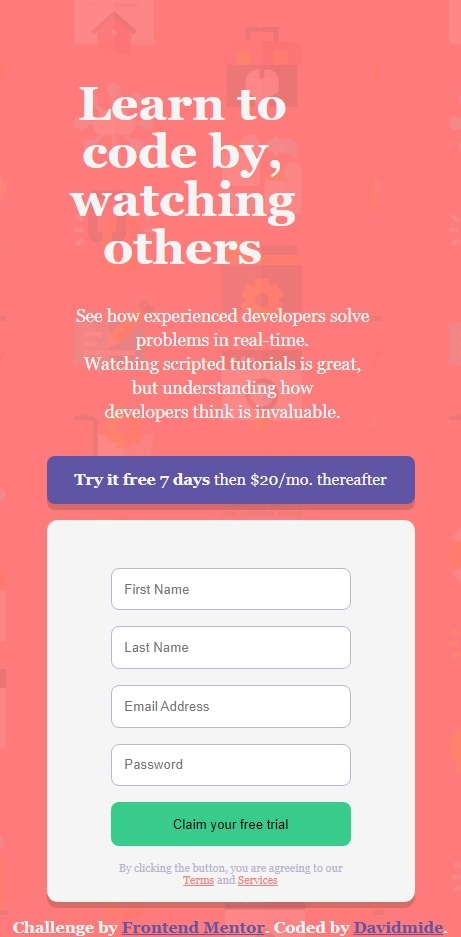 Learn to
code by,
watching
others
See how experienced developers solve
problems in real-time.
Watching scripted tutorials is great,
but understanding how
developers think is invaluable.
Try it free 7 days then $20/mo. thereafter
First Name
Last Name
Email Address
Password
Claim your free trial
By clicking the button, you are agreeing to our
Terms and Services
Challenge by Frontend Mentor. Coded by Davidmide.